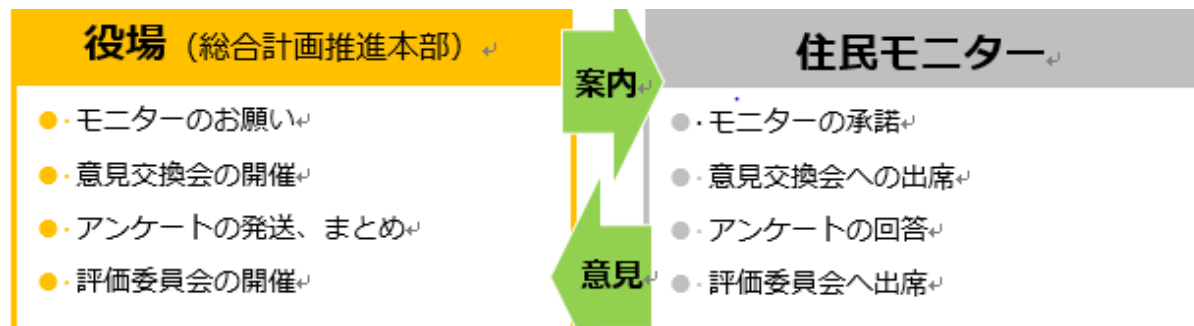 役場（総合計画推進本部）
モニターのお願い
意見交換会の開催
アンケートの発送、まとめ
評価委員会の開催
案内
意見
住民モニター
モニターの承諾
意見交換会への出席
アンケートの回答
評価委員会へ出席